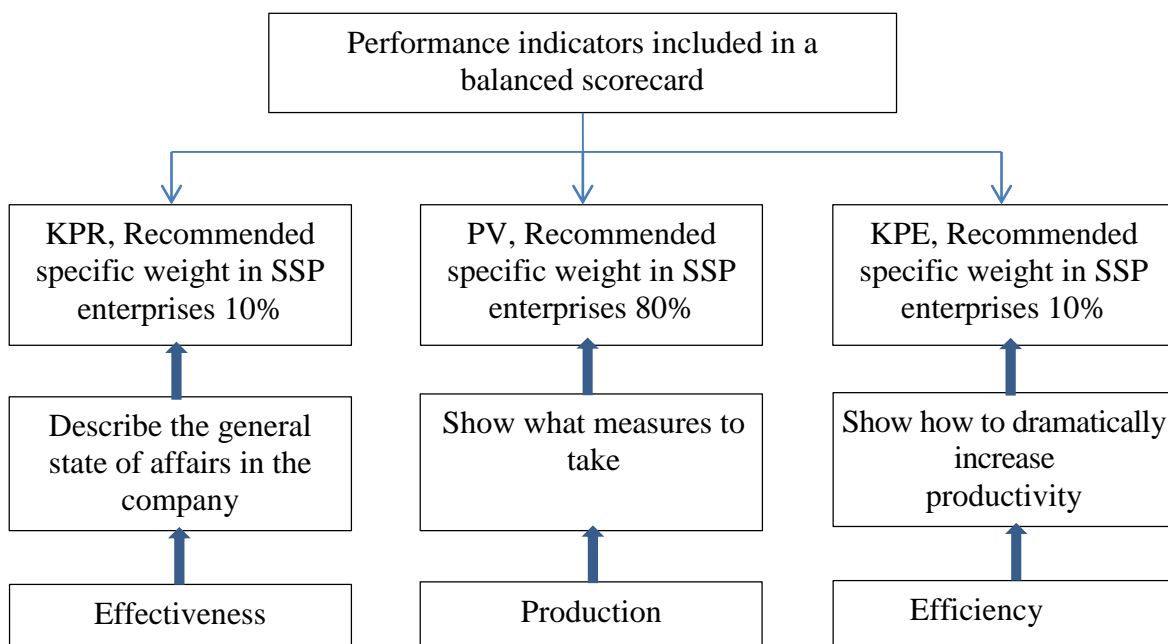 Performance indicators included in a
balanced scorecard
KPR, Recommended
specific weight in SSP
enterprises 10%
PV, Recommended
specific weight in SSP
enterprises 80%
KPE, Recommended
specific weight in SSP
enterprises 10%
Describe the general
state of affairs in the
company
Show what measures to
take
Show how to dramatically
increase
productivity
Effectiveness
Production
Efficiency